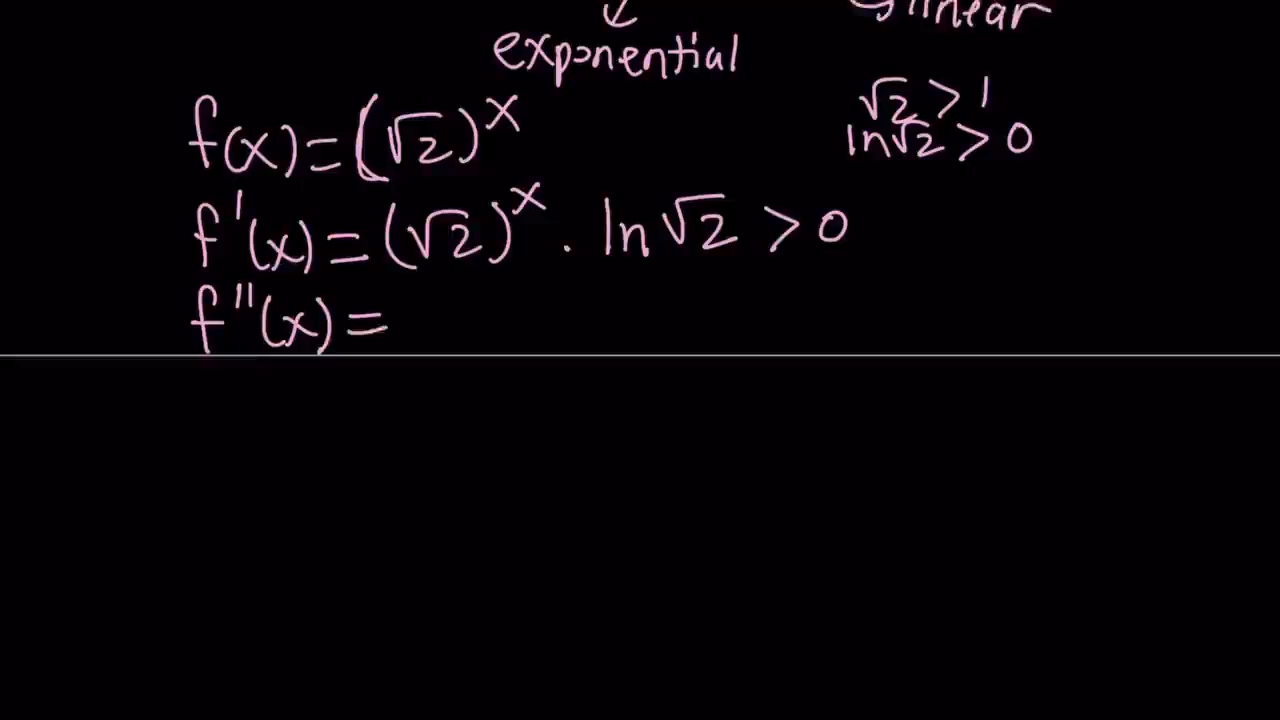 linear
exponential
√2 > 1
f(x) = (√2)^x
ln√2 > 0
f'(x) = (√2)^x . ln √2 > 0
f''(x) =